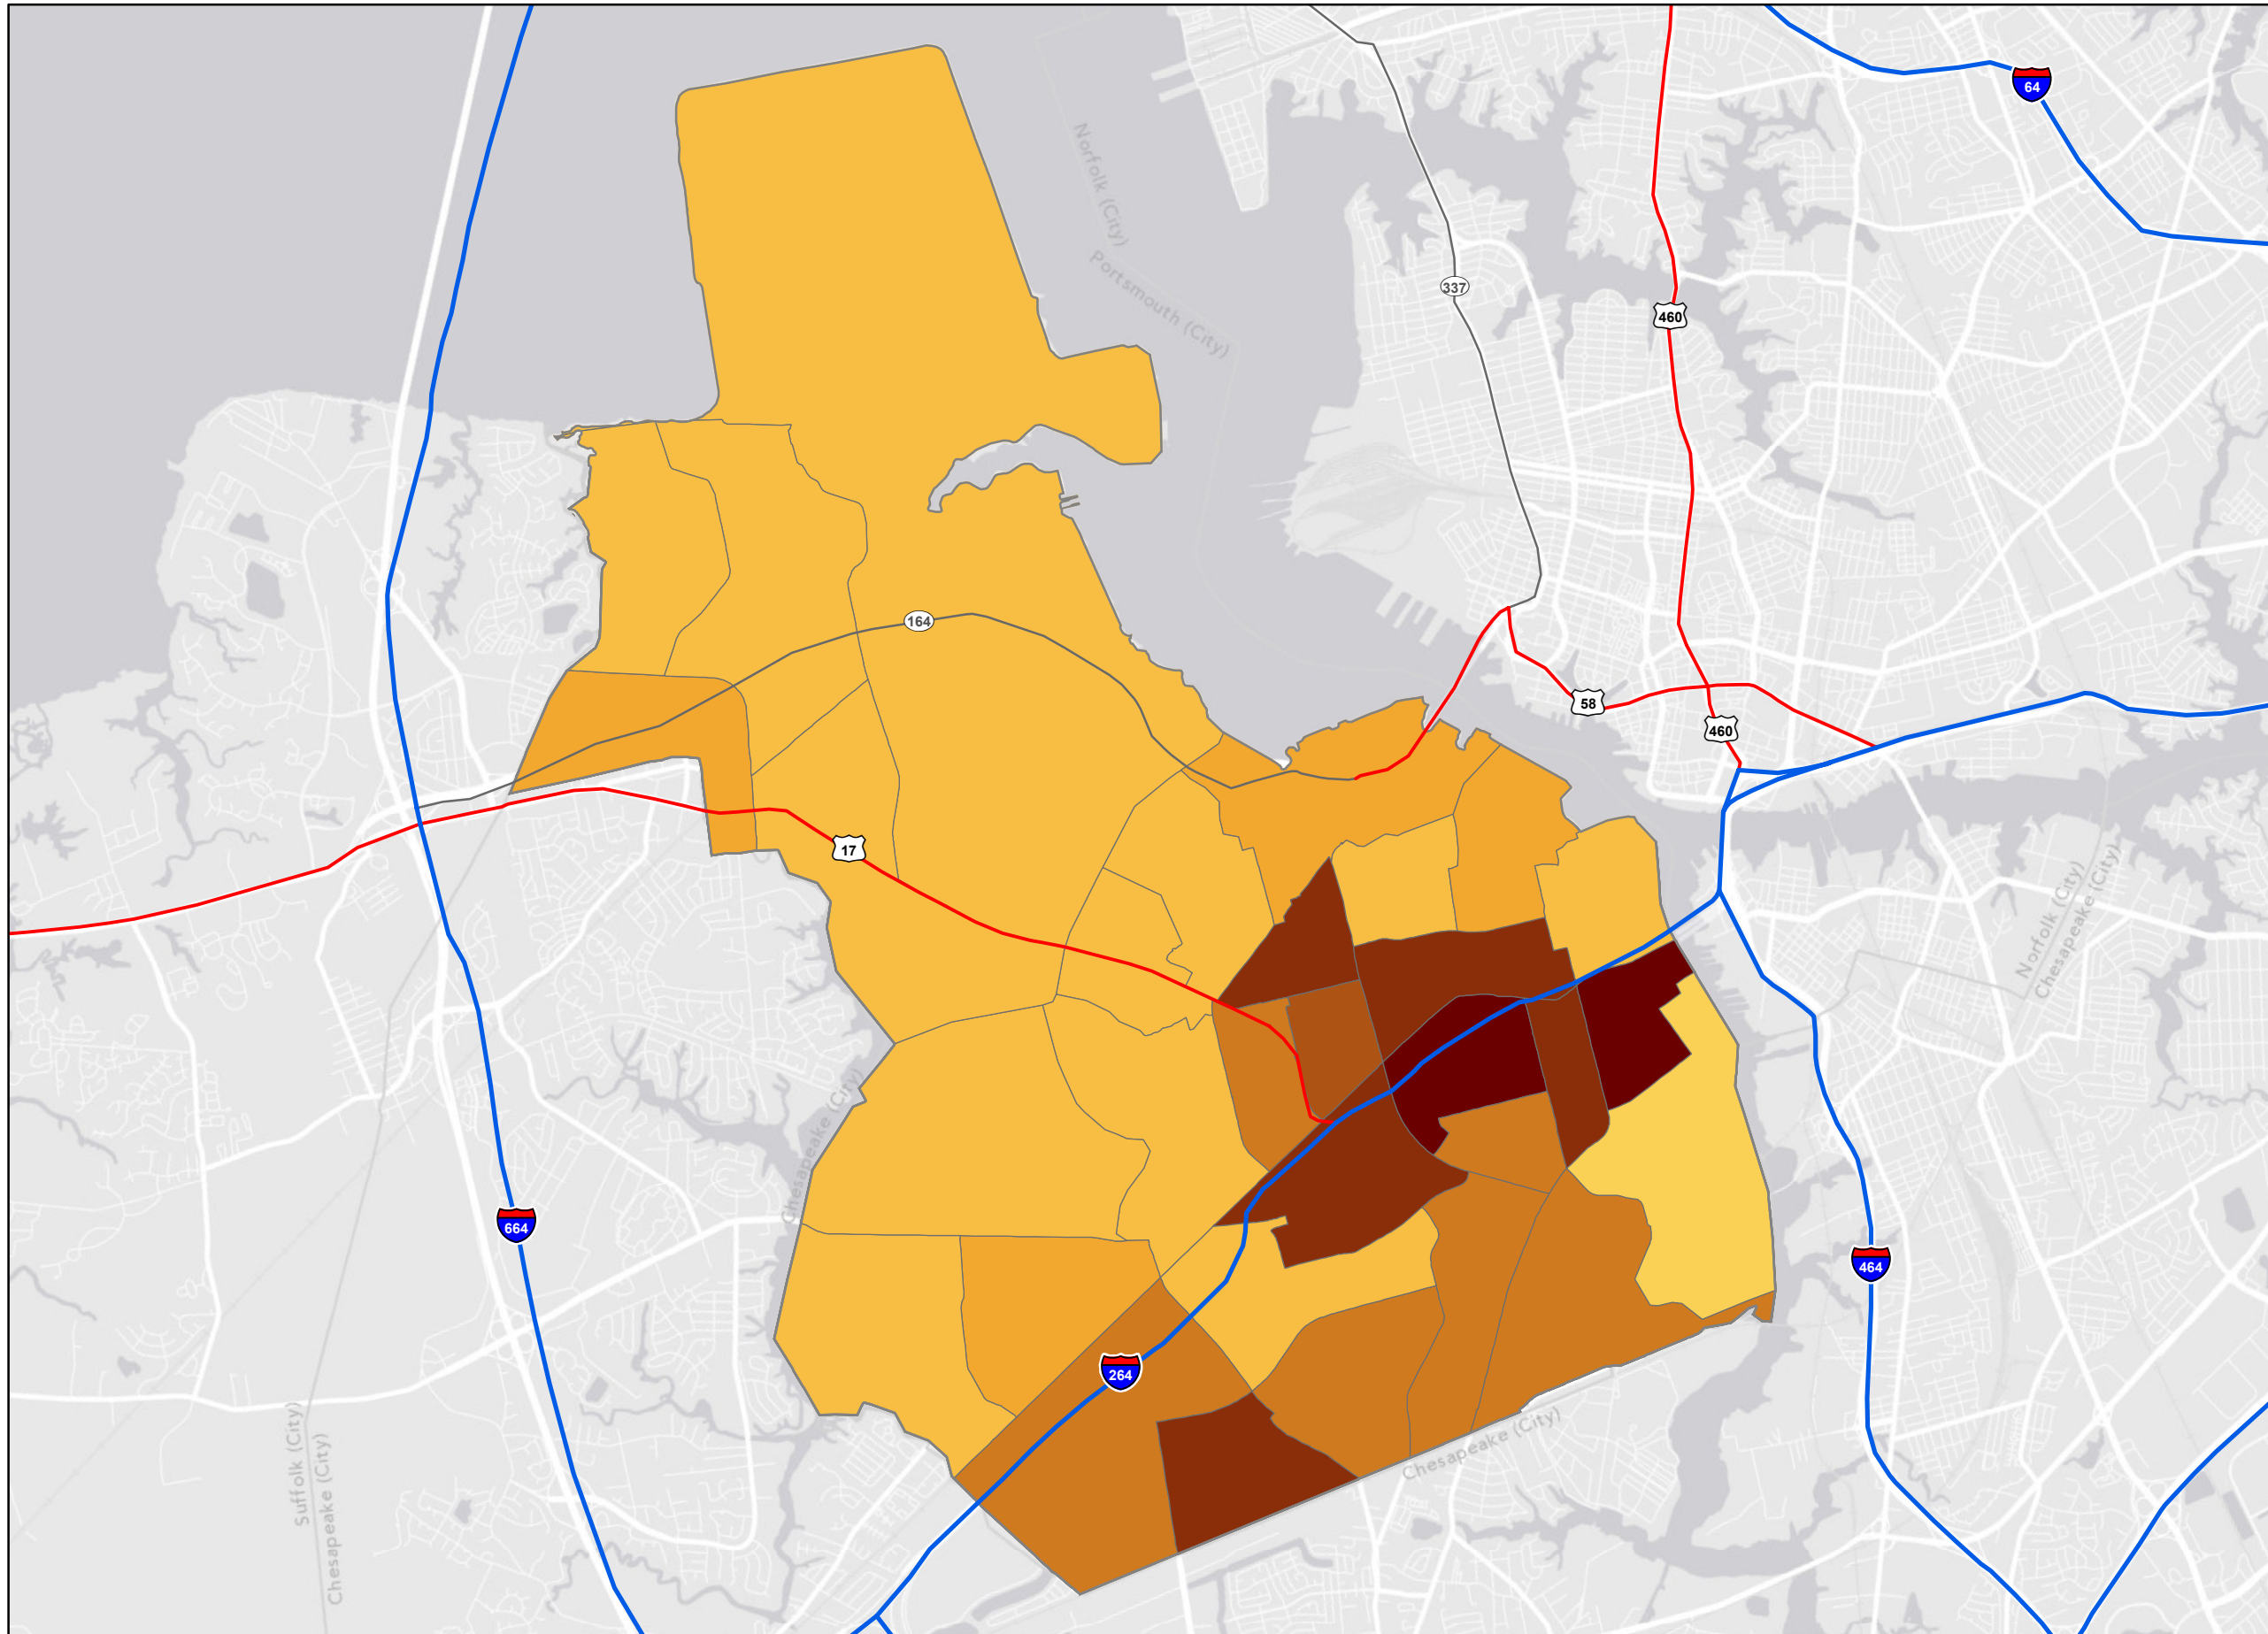 64
Norfolk (City)
Portsmouth (City)
337
460
164
58
460
17
Norfolk (City)
Chesapeake (City)
Chesapeake (City)
664
464
264
Suffolk (City)
Chesapeake (City)
Chesapeake (City)